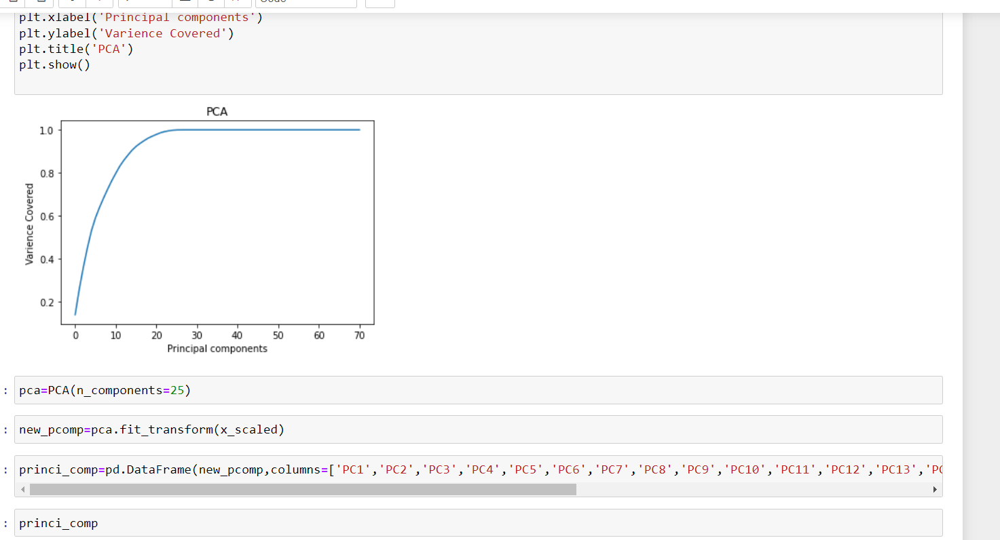 plt.xlabel('Principal components')
plt.ylabel('Varience Covered')
plt.title('PCA')
plt.show()
PCA
1.0
0.8
0.6
0.4
0.2
Varience Covered
0 10 20 30 40 50 60 70
Principal components
: pca=PCA(n_components=25)
: new_pcomp=pca.fit_transform(x_scaled)
: princi_comp=pd.DataFrame(new_pcomp,columns=['PC1','PC2','PC3','PC4','PC5','PC6','PC7','PC8','PC9','PC10','PC11','PC12','PC13','PC
: princi_comp